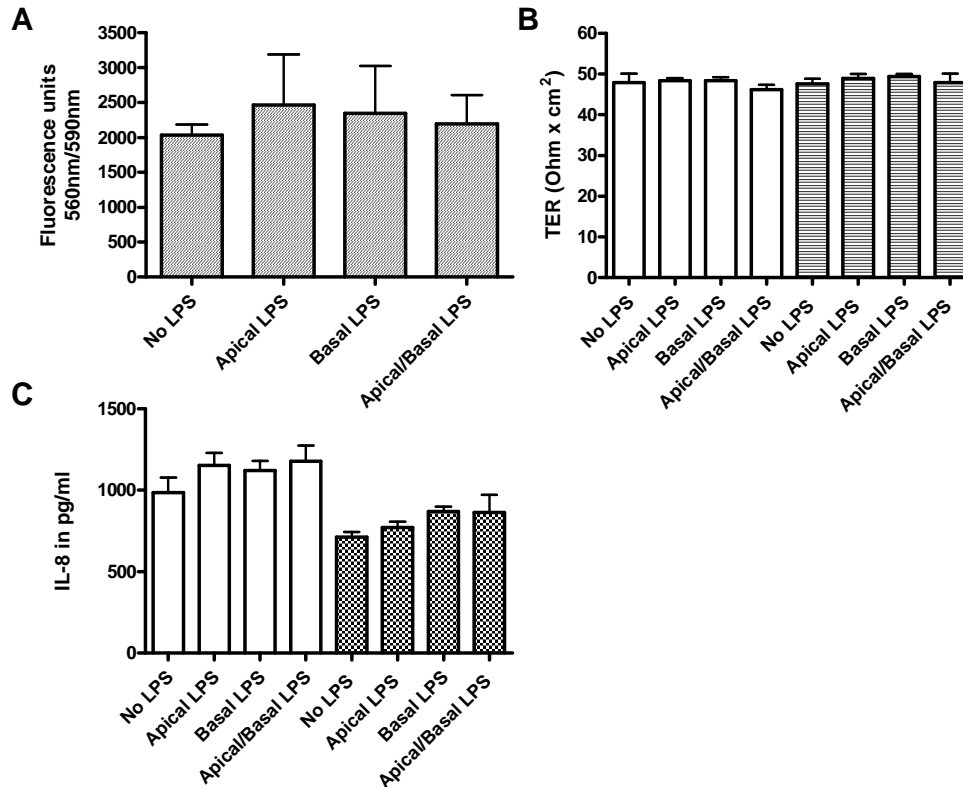 A
Fluorescence units
560nm/590nm
3500
3000
2500
2000
1500
1000
500
0
No LPS
Apical LPS
Basal LPS
Apical/Basal LPS
B
TER (Ohm x cm²)
60
50
40
30
20
10
0
No LPS
Apical LPS
Basal LPS
Apical/Basal LPS
No LPS
Apical LPS
Basal LPS
Apical/Basal LPS
C
IL-8 in pg/ml
1500
1000
500
0
No LPS
Apical LPS
Basal LPS
Apical/Basal LPS
No LPS
Apical LPS
Basal LPS
Apical/Basal LPS